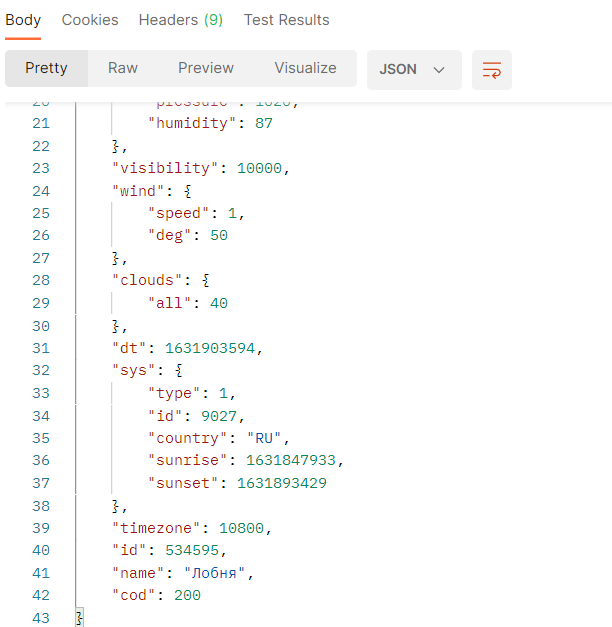 Body Cookies Headers (9) Test Results
Pretty Raw Preview Visualize JSON
20 "pressure": 1020,
21 "humidity": 87
22 },
23 "visibility": 10000,
24 "wind": {
25 "speed": 1,
26 "deg": 50
27 },
28 "clouds": {
29 "all": 40
30 },
31 "dt": 1631903594,
32 "sys": {
33 "type": 1,
34 "id": 9027,
35 "country": "RU",
36 "sunrise": 1631847933,
37 "sunset": 1631893429
38 },
39 "timezone": 10800,
40 "id": 534595,
41 "name": "Лобня",
42 "cod": 200
43 }